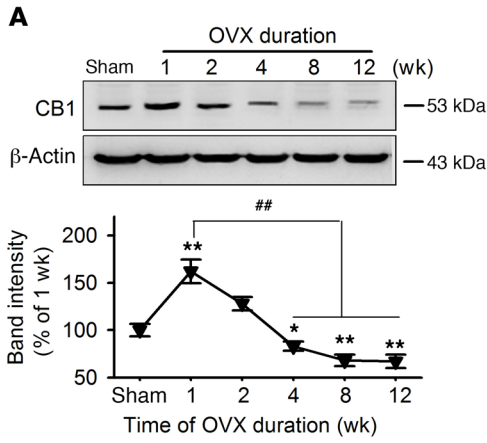 A
OVX duration
Sham 1 2 4 8 12 (wk)
CB1 53 kDa
β-Actin 43 kDa
##
200
**
150
100
* ** **
50
Band intensity
(% of 1 wk)
Sham 1 2 4 8 12
Time of OVX duration (wk)